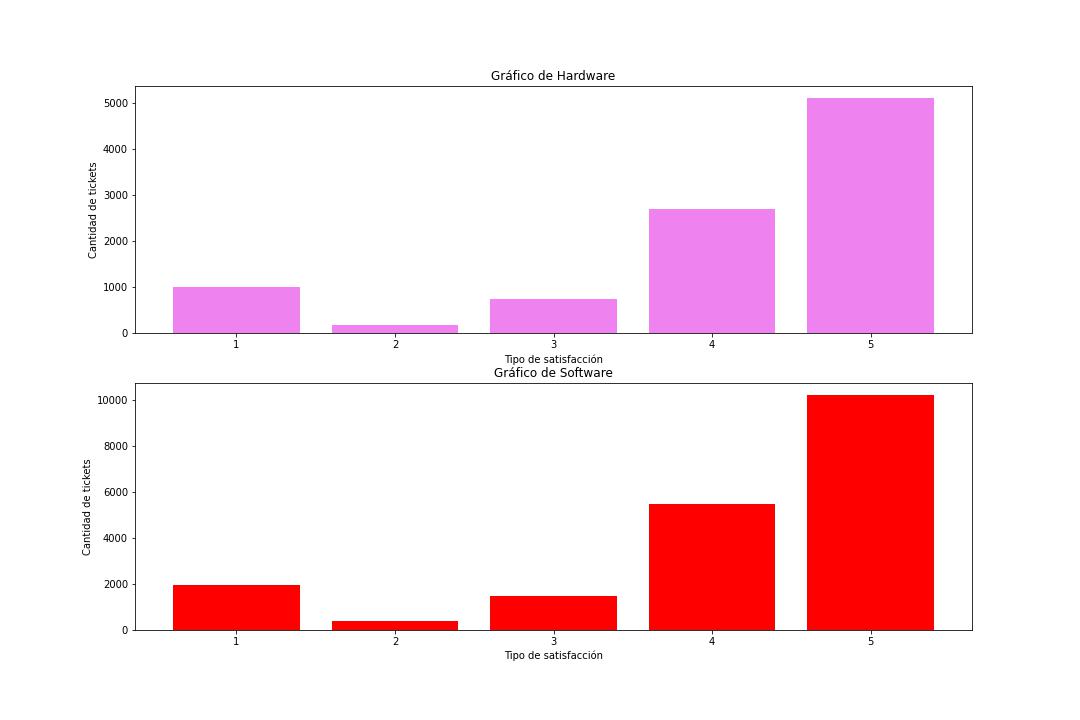 Gráfico de Hardware
5000
4000
3000
2000
1000
0
Cantidad de tickets
1 2 3 4 5
Tipo de satisfacción
Gráfico de Software
10000
8000
6000
4000
2000
0
Cantidad de tickets
1 2 3 4 5
Tipo de satisfacción